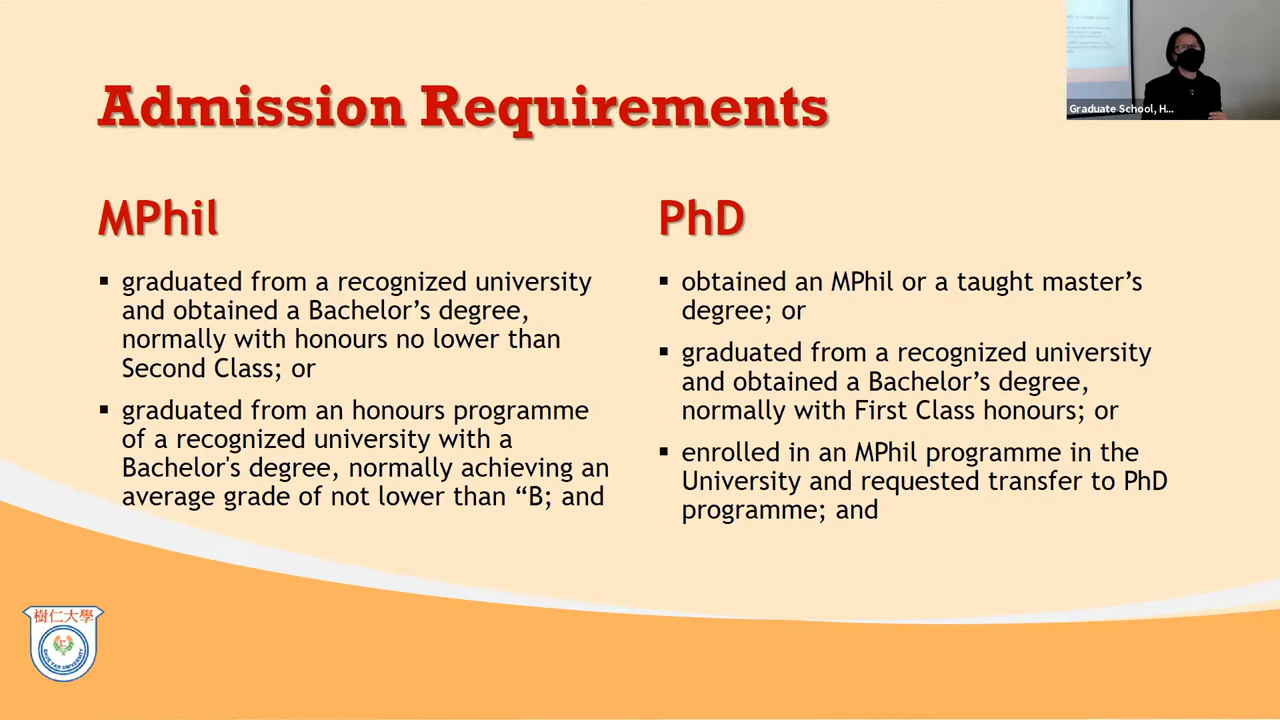 Admission Requirements
Graduate School, H...
MPhil
▪ graduated from a recognized university
and obtained a Bachelor’s degree,
normally with honours no lower than
Second Class; or
▪ graduated from an honours programme
of a recognized university with a
Bachelor's degree, normally achieving an
average grade of not lower than “B; and
PhD
▪ obtained an MPhil or a taught master’s
degree; or
▪ graduated from a recognized university
and obtained a Bachelor’s degree,
normally with First Class honours; or
▪ enrolled in an MPhil programme in the
University and requested transfer to PhD
programme; and
樹仁大學
SHUE YAN UNIVERSITY